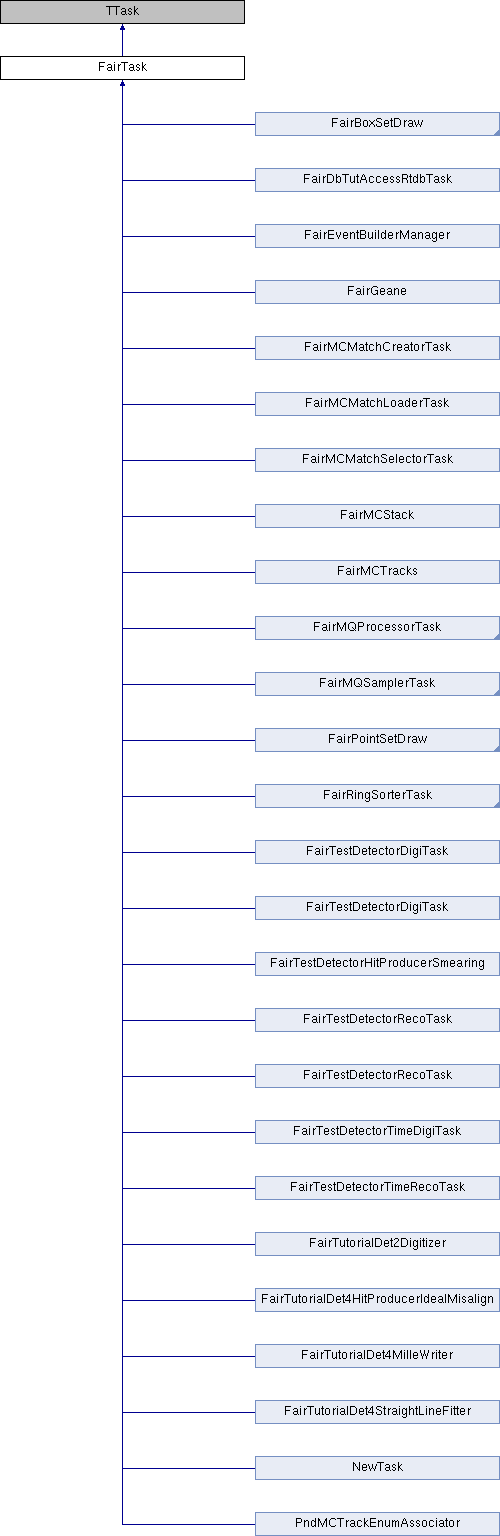 TTask
FairTask
FairBoxSetDraw
FairDbTutAccessRtdbTask
FairEventBuilderManager
FairGeane
FairMCMatchCreatorTask
FairMCMatchLoaderTask
FairMCMatchSelectorTask
FairMCStack
FairMCTracks
FairMQProcessorTask
FairMQSamplerTask
FairPointSetDraw
FairRingSorterTask
FairTestDetectorDigiTask
FairTestDetectorDigiTask
FairTestDetectorHitProducerSmearing
FairTestDetectorRecoTask
FairTestDetectorRecoTask
FairTestDetectorTimeDigiTask
FairTestDetectorTimeRecoTask
FairTutorialDet2Digitizer
FairTutorialDet4HitProducerIdealMisalign
FairTutorialDet4MilleWriter
FairTutorialDet4StraightLineFitter
NewTask
PndMCTrackEnumAssociator